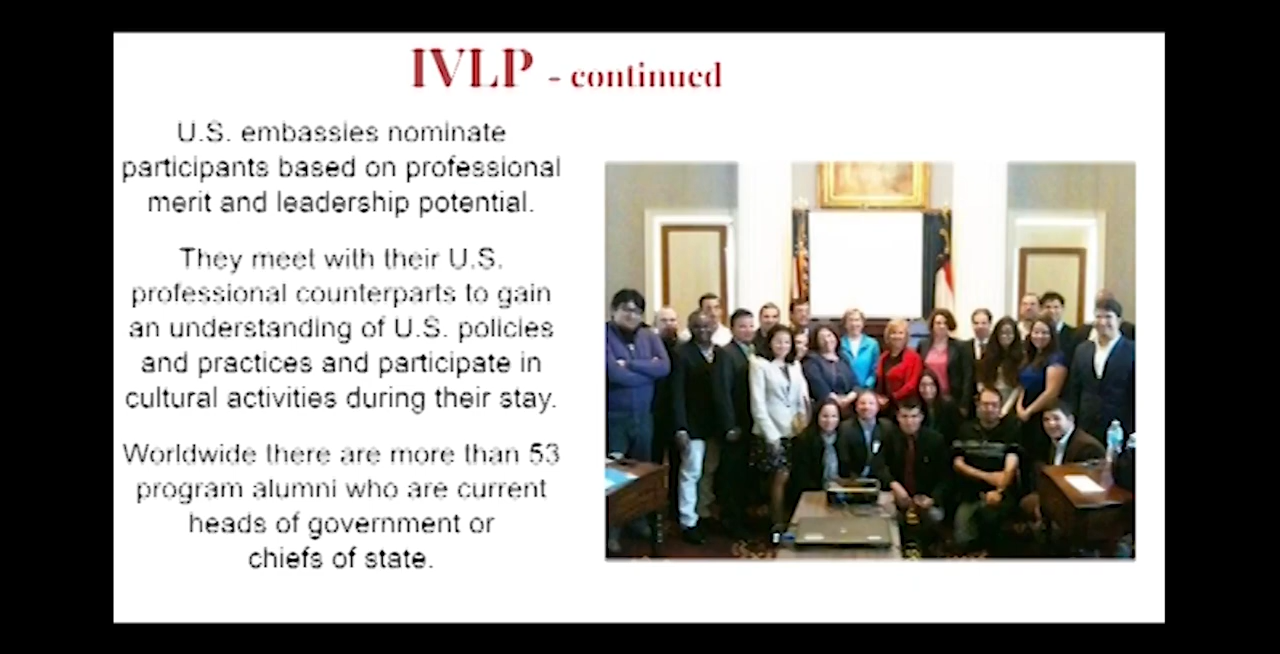 IVLP - continued
U.S. embassies nominate
participants based on professional
merit and leadership potential.
They meet with their U.S.
professional counterparts to gain
an understanding of U.S. policies
and practices and participate in
cultural activities during their stay.
Worldwide there are more than 53
program alumni who are current
heads of government or
chiefs of state.